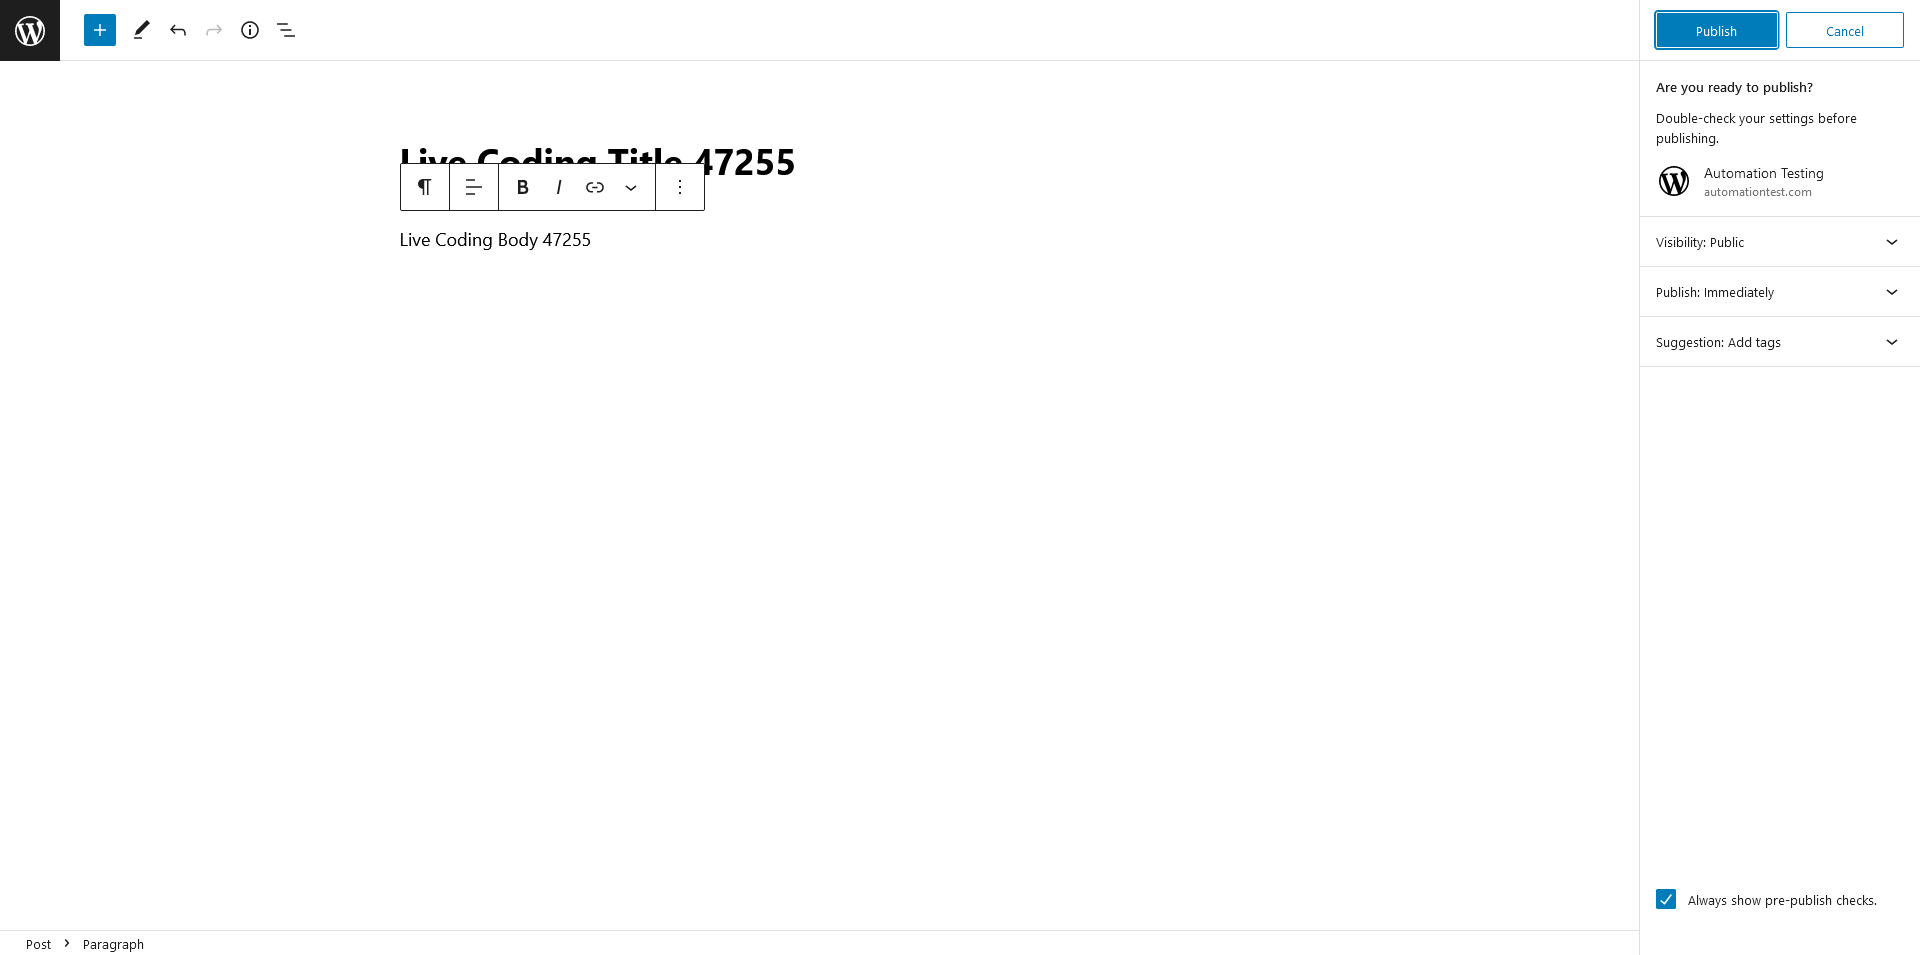 Publish
Cancel
Are you ready to publish?
Double-check your settings before
publishing.
Automation Testing
automationtest.com
Visibility: Public
Publish: Immediately
Suggestion: Add tags
Always show pre-publish checks.
Live Coding Title 47255
B I
Live Coding Body 47255
Post
Paragraph